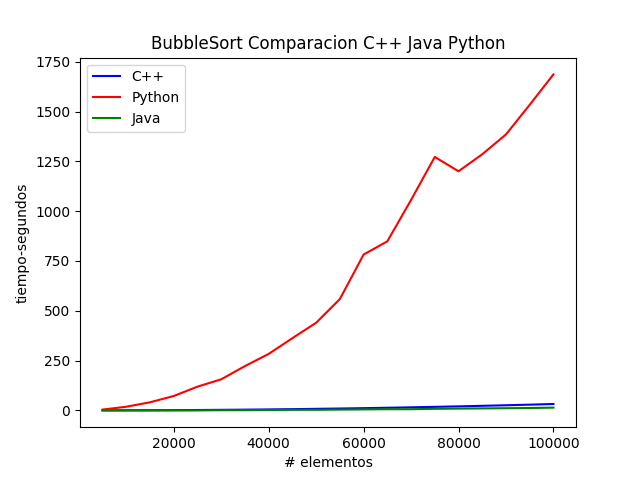 BubbleSort Comparacion C++ Java Python
C++
Python
Java
tiempo-segundos
1750
1500
1250
1000
750
500
250
0
20000 40000 60000 80000 100000
# elementos